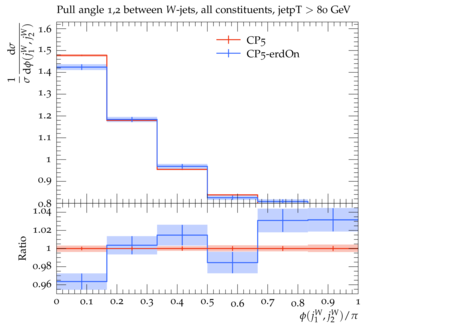 Pull angle 1,2 between W-jets, all constituents, jetpT > 80 GeV
1/σ dσ/dϕ(j₁ᵂ, j₂ᵂ)
1.6
1.5
1.4
1.3
1.2
1.1
1
0.9
0.8
CP5
CP5-erdOn
Ratio
1.04
1.02
1
0.98
0.96
0 0.1 0.2 0.3 0.4 0.5 0.6 0.7 0.8 0.9 1
ϕ(j₁ᵂ, j₂ᵂ)/π